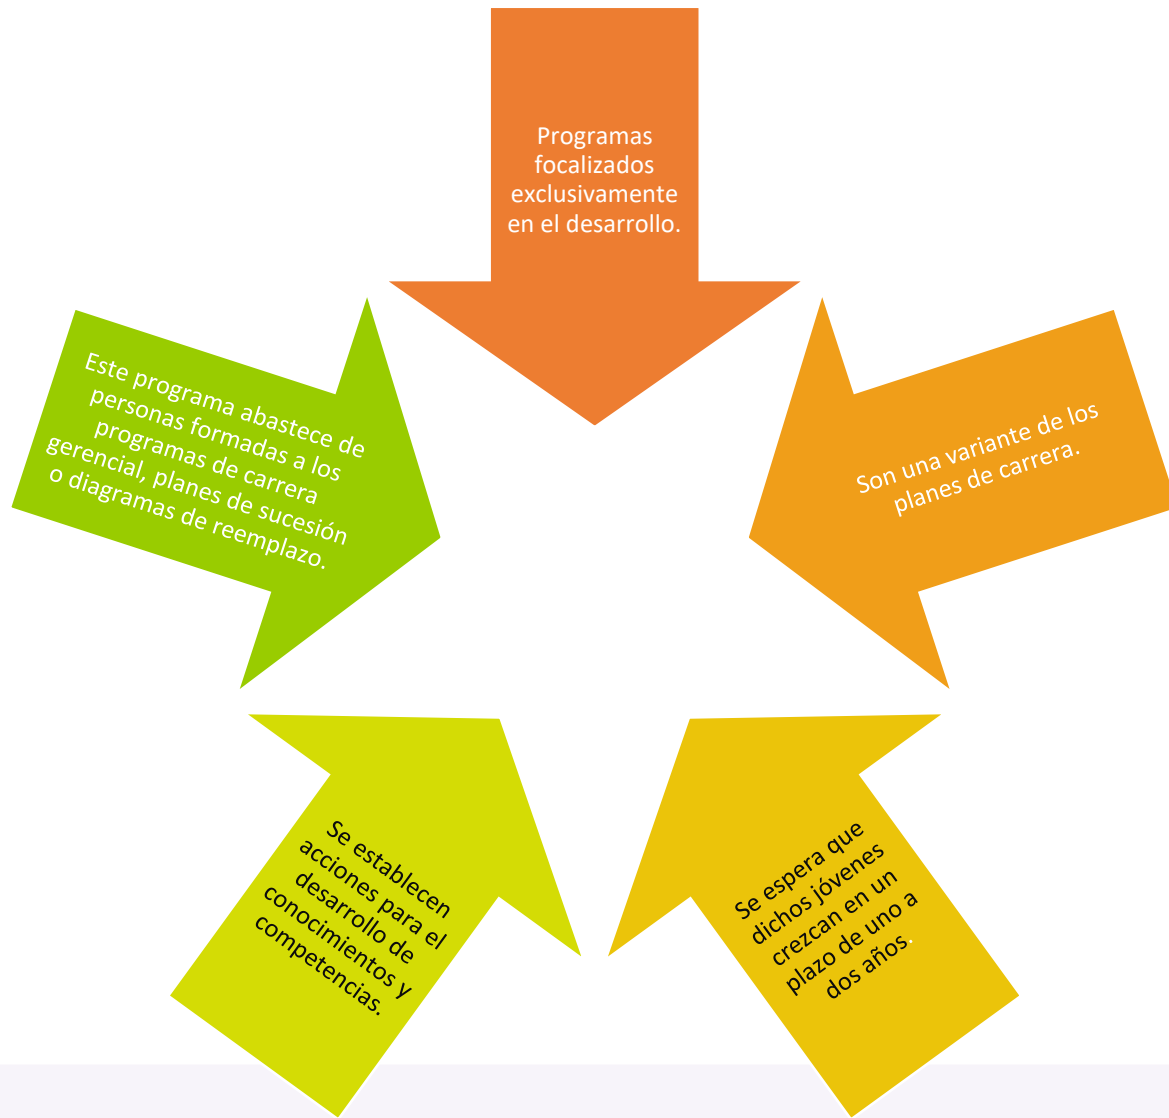 Programas
focalizados
exclusivamente
en el desarrollo.
Son una variante de los
planes de carrera.
Se espera que
dichos jóvenes
crezcan en un
plazo de uno a
dos años.
Se establecen
acciones para el
desarrollo de
conocimientos y
competencias.
Este programa abastece de
personas formadas a los
programas de carrera
gerencial, planes de sucesión
o diagramas de reemplazo.